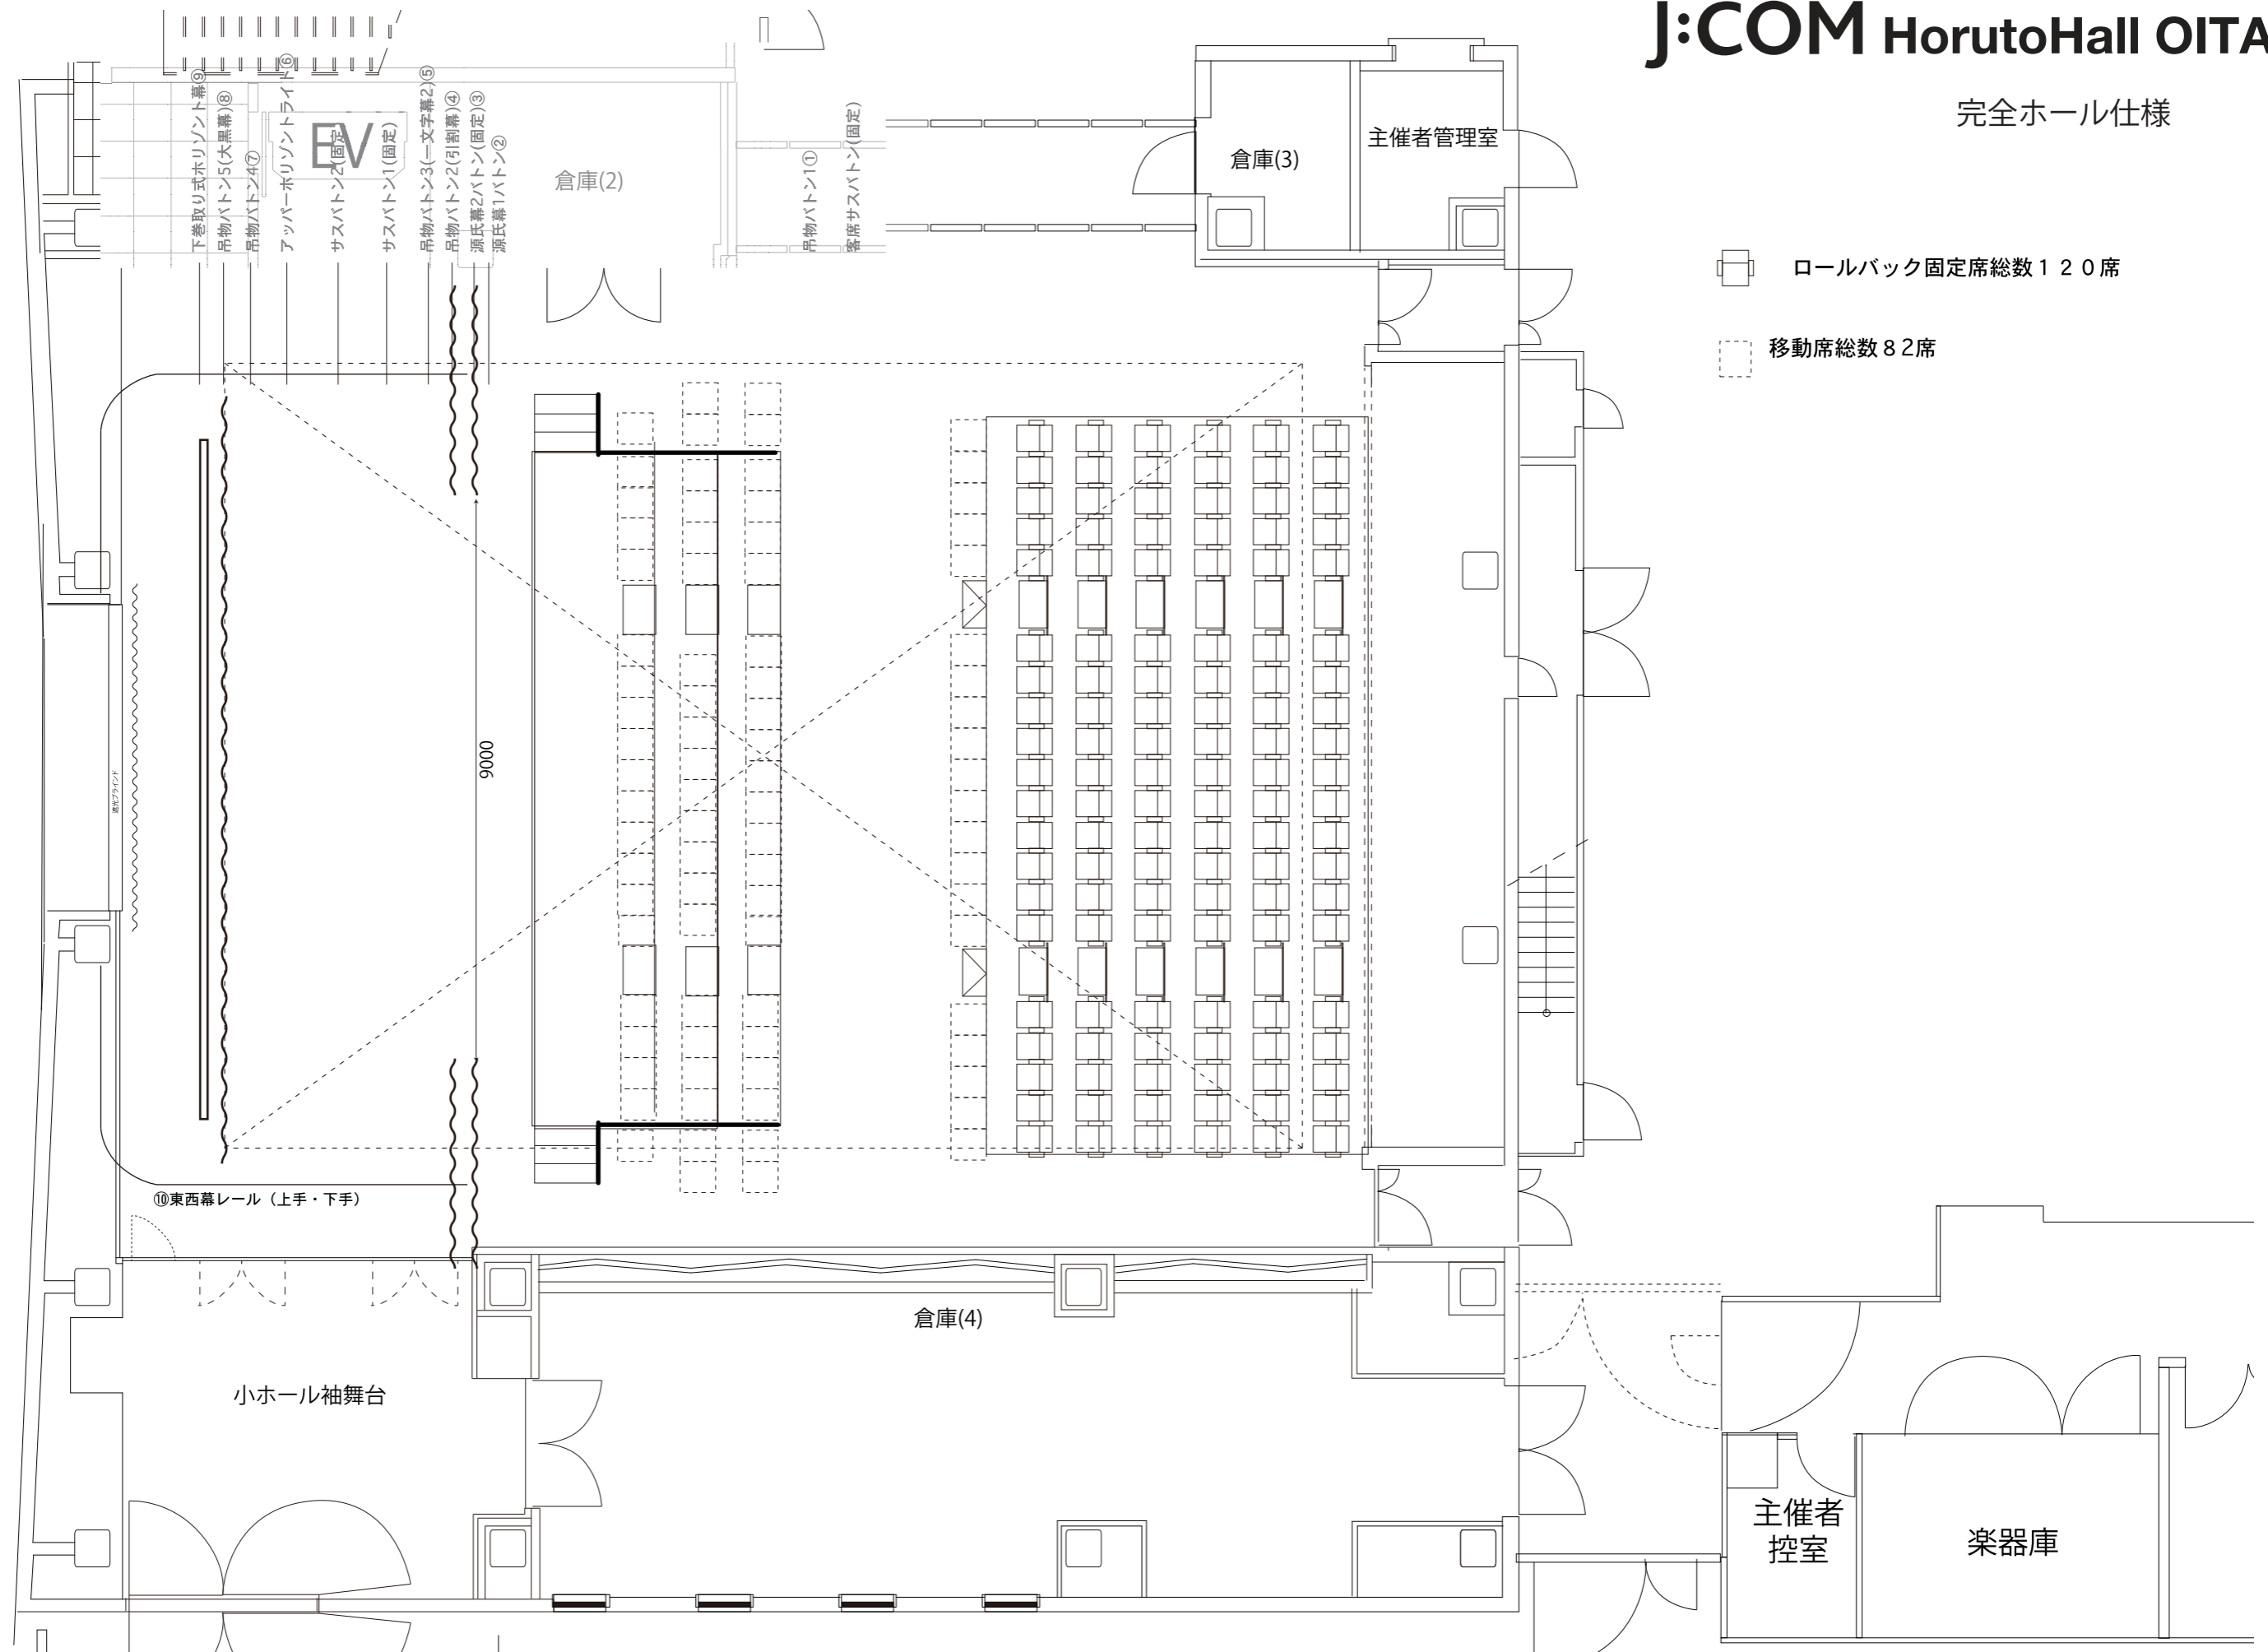 J:COM HorutoHall OITA
完全ホール仕様
ロールバック固定席総数１２０席
移動席総数８２席
主催者管理室
倉庫(3)
倉庫(2)
EV
下巻取り式ホリゾント幕⑨
吊物バトン5(大黒幕)⑧
吊物バトン4⑦
アッパーホリゾントライト⑥
サスバトン2(固定)
サスバトン1(固定)
吊物バトン3(一文字幕2)⑤
吊物バトン2(引割幕)④
源氏幕2バトン(固定)③
源氏幕1バトン②
吊物バトン1①
客席サスバトン(固定)
9000
遮光ブラインド
⑩東西幕レール（上手・下手）
倉庫(4)
小ホール袖舞台
主催者
控室
楽器庫